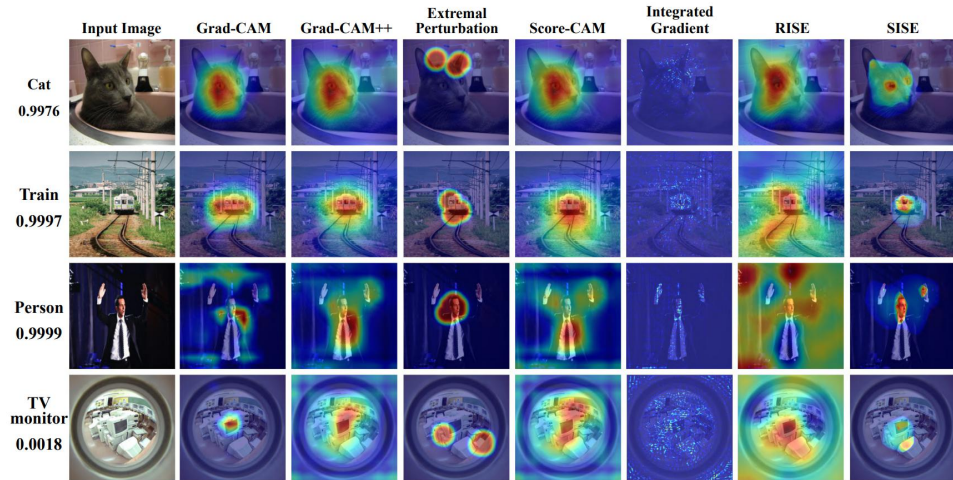 Input Image Grad-CAM Grad-CAM++ Extremal Perturbation Score-CAM Integrated Gradient RISE SISE
Cat
0.9976
Train
0.9997
Person
0.9999
TV
monitor
0.0018